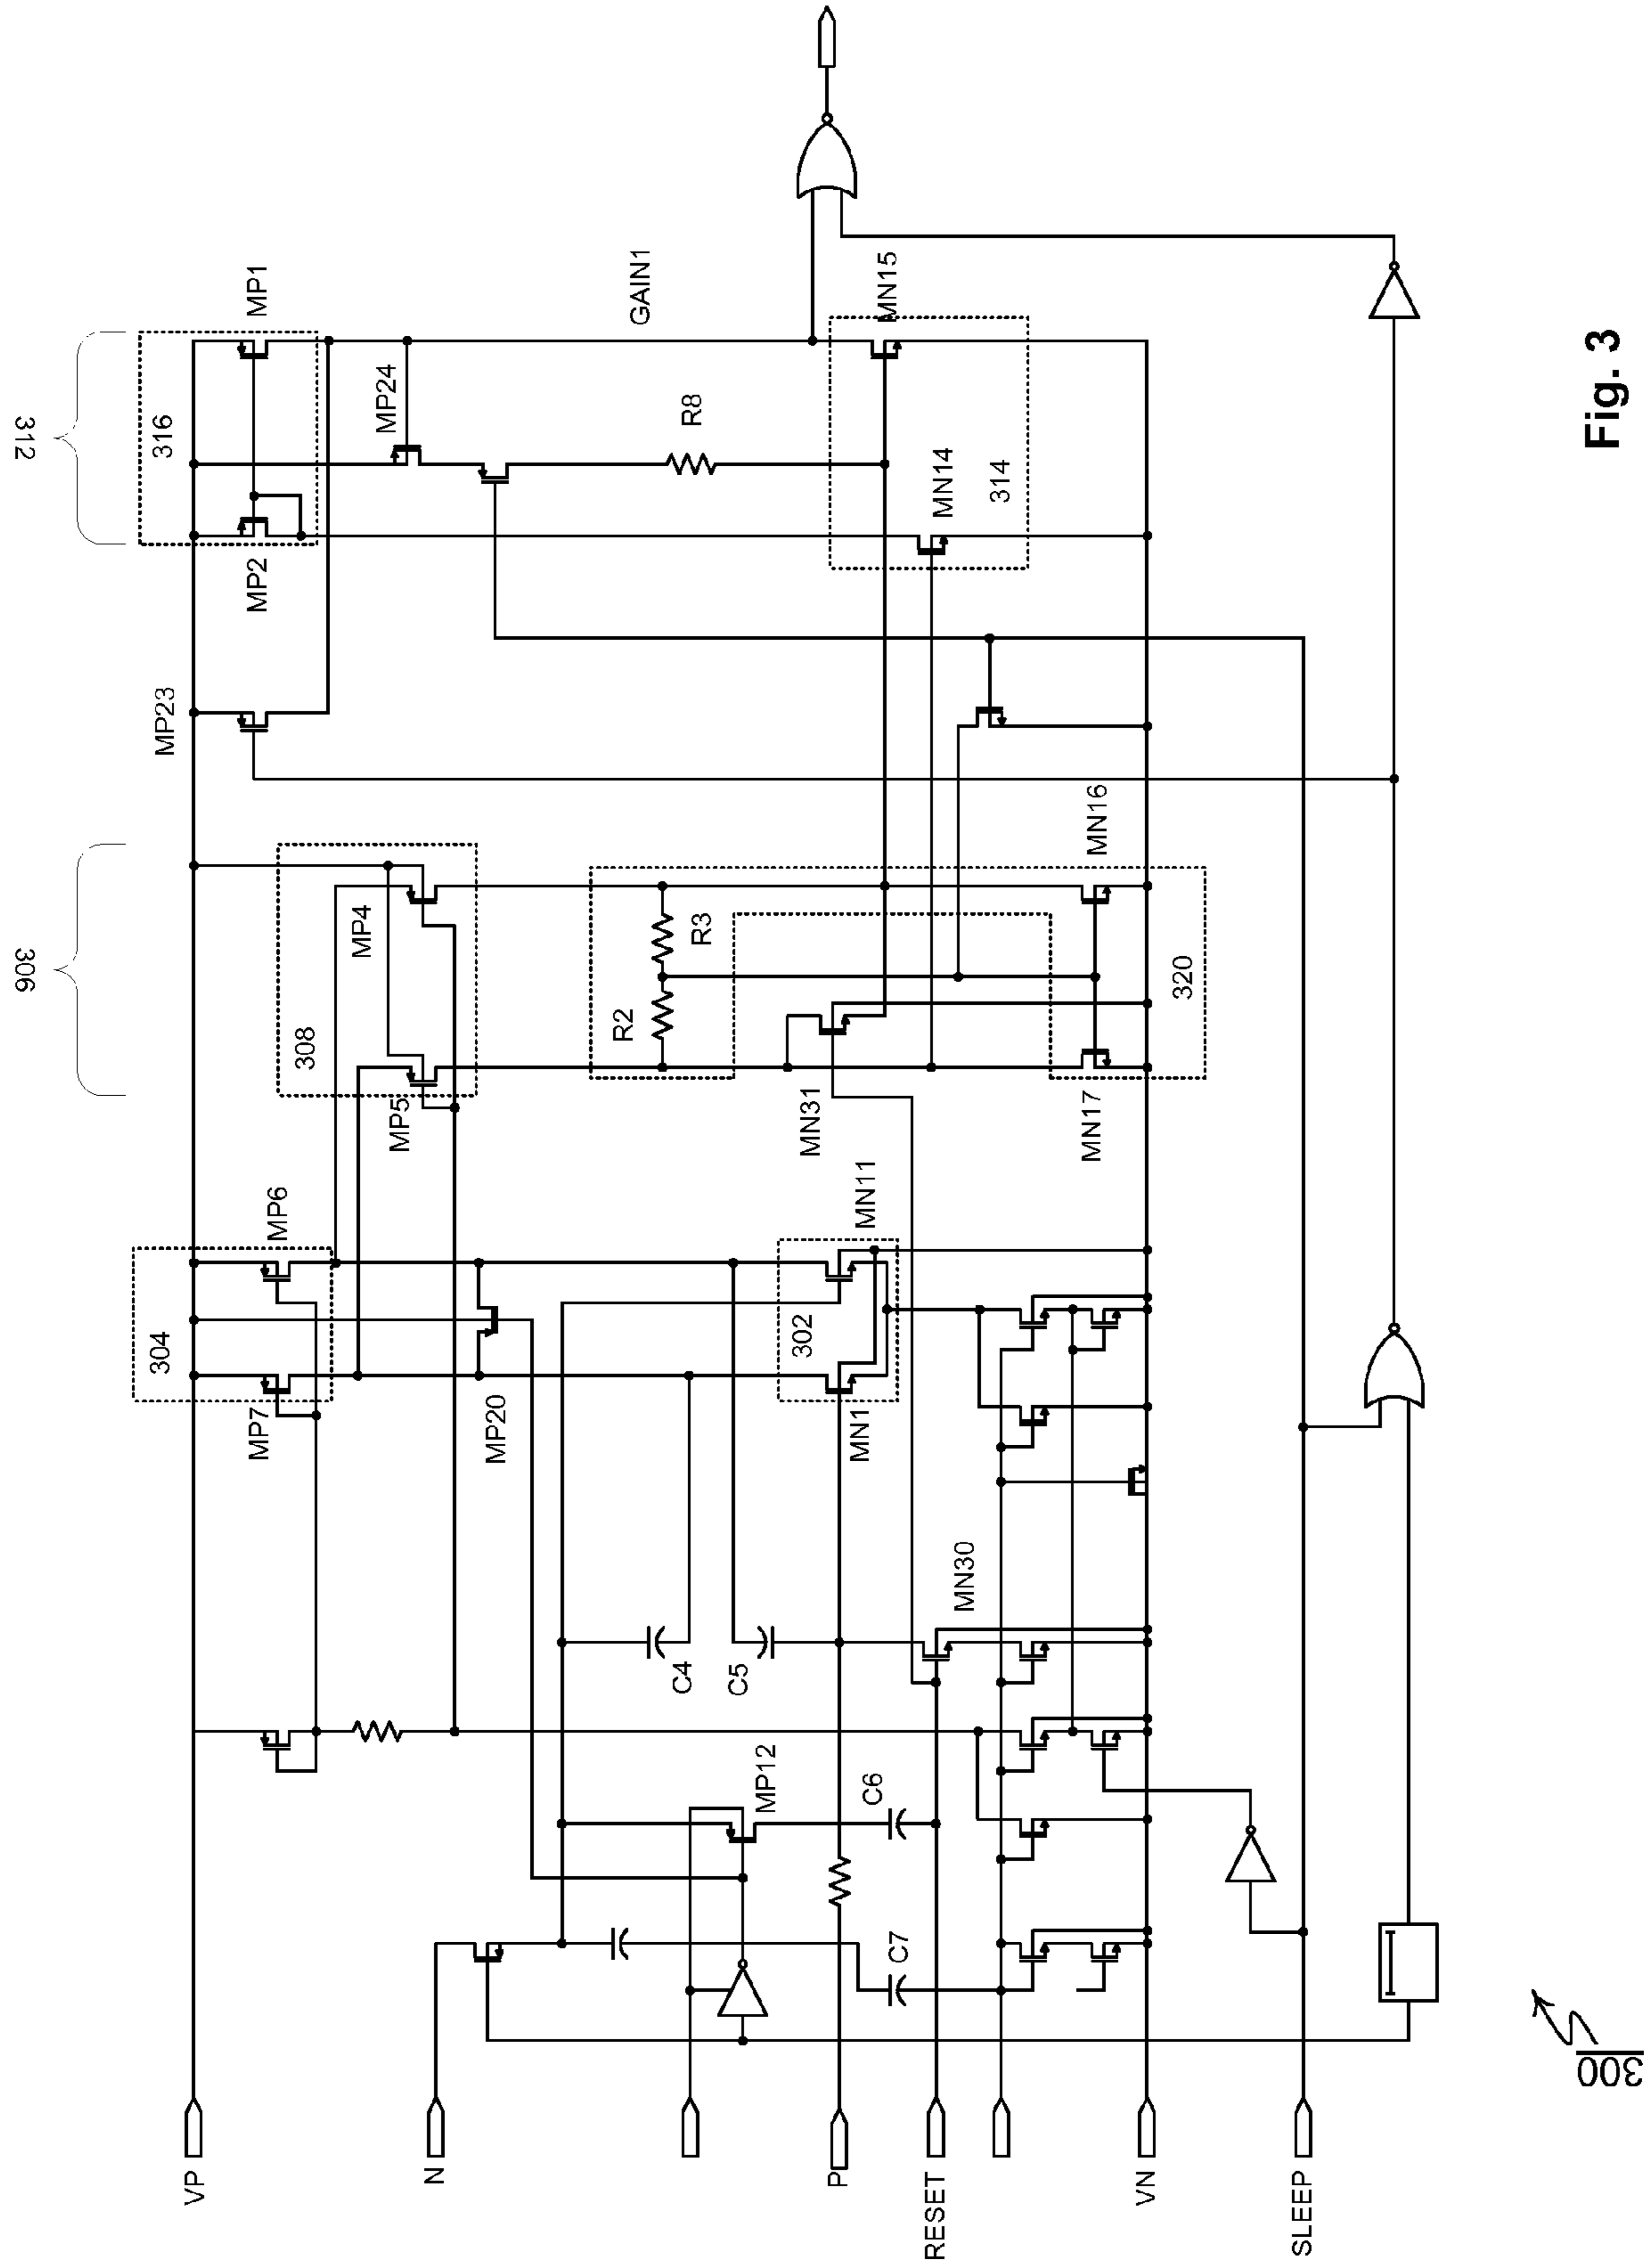 312
316
MP1
MP2
MP24
R8
GAIN1
MN15
MN14
314
MP23
306
308
MP4
MP5
R3
R2
MN31
MN16
MN17
320
304
MP6
MP7
MP20
302
MN11
MN1
C4
C5
MN30
MP12
C6
C7
VP
N
P
RESET
VN
SLEEP
300
Fig. 3